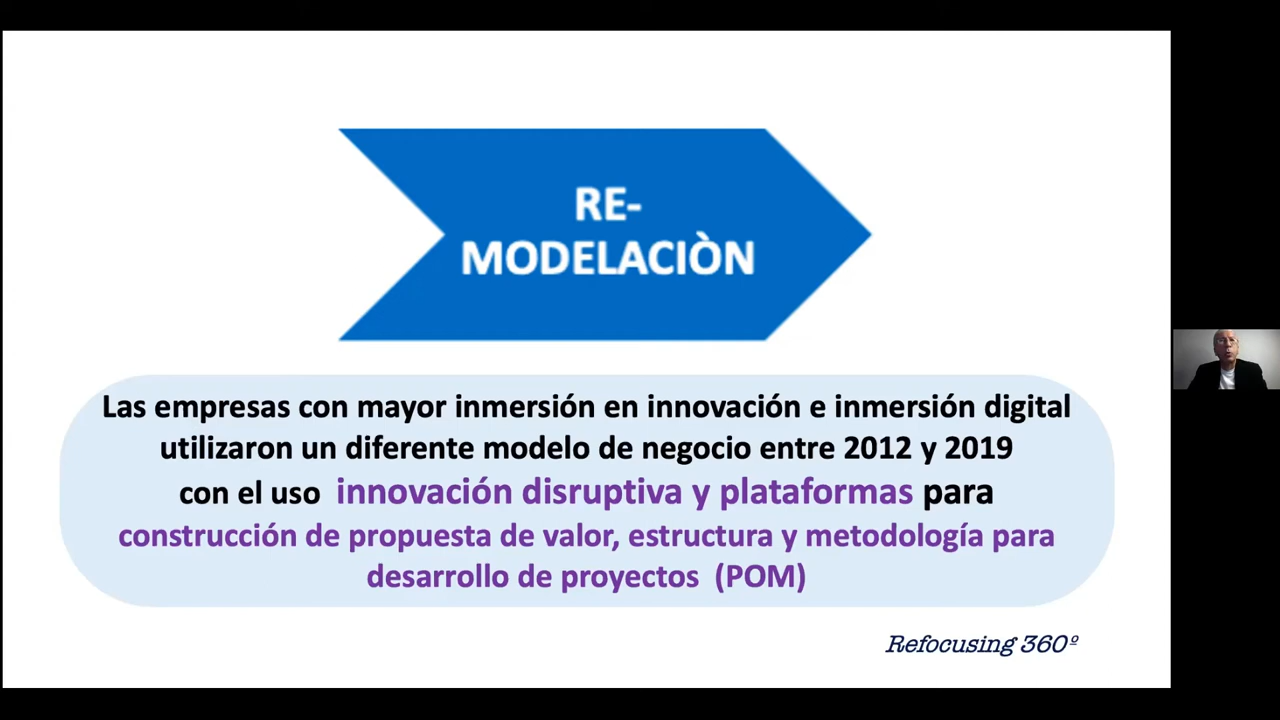 RE-
MODELACIÒN
Las empresas con mayor inmersión en innovación e inmersión digital
utilizaron un diferente modelo de negocio entre 2012 y 2019
con el uso innovación disruptiva y plataformas para
construcción de propuesta de valor, estructura y metodología para
desarrollo de proyectos (POM)
Refocusing 360º